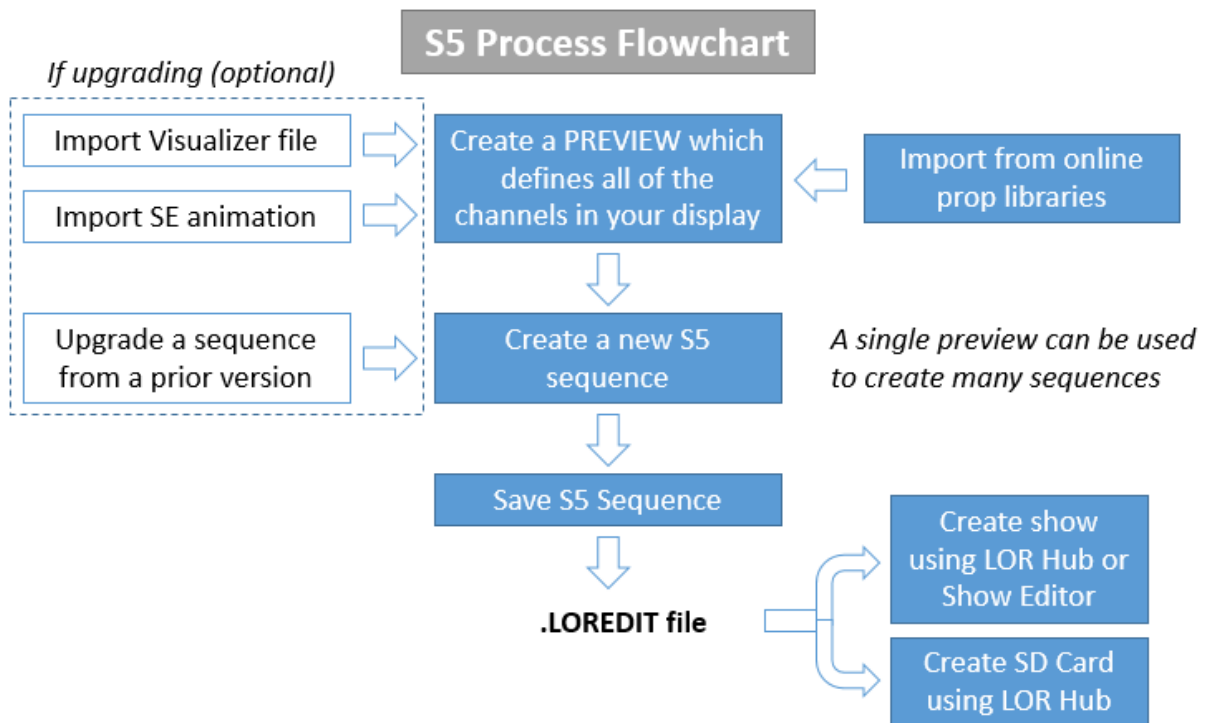 S5 Process Flowchart
If upgrading (optional)
Import Visualizer file
Import SE animation
Create a PREVIEW which
defines all of the
channels in your display
Import from online
prop libraries
Upgrade a sequence
from a prior version
Create a new S5
sequence
A single preview can be used
to create many sequences
Save S5 Sequence
.LOREDIT file
Create show
using LOR Hub or
Show Editor
Create SD Card
using LOR Hub